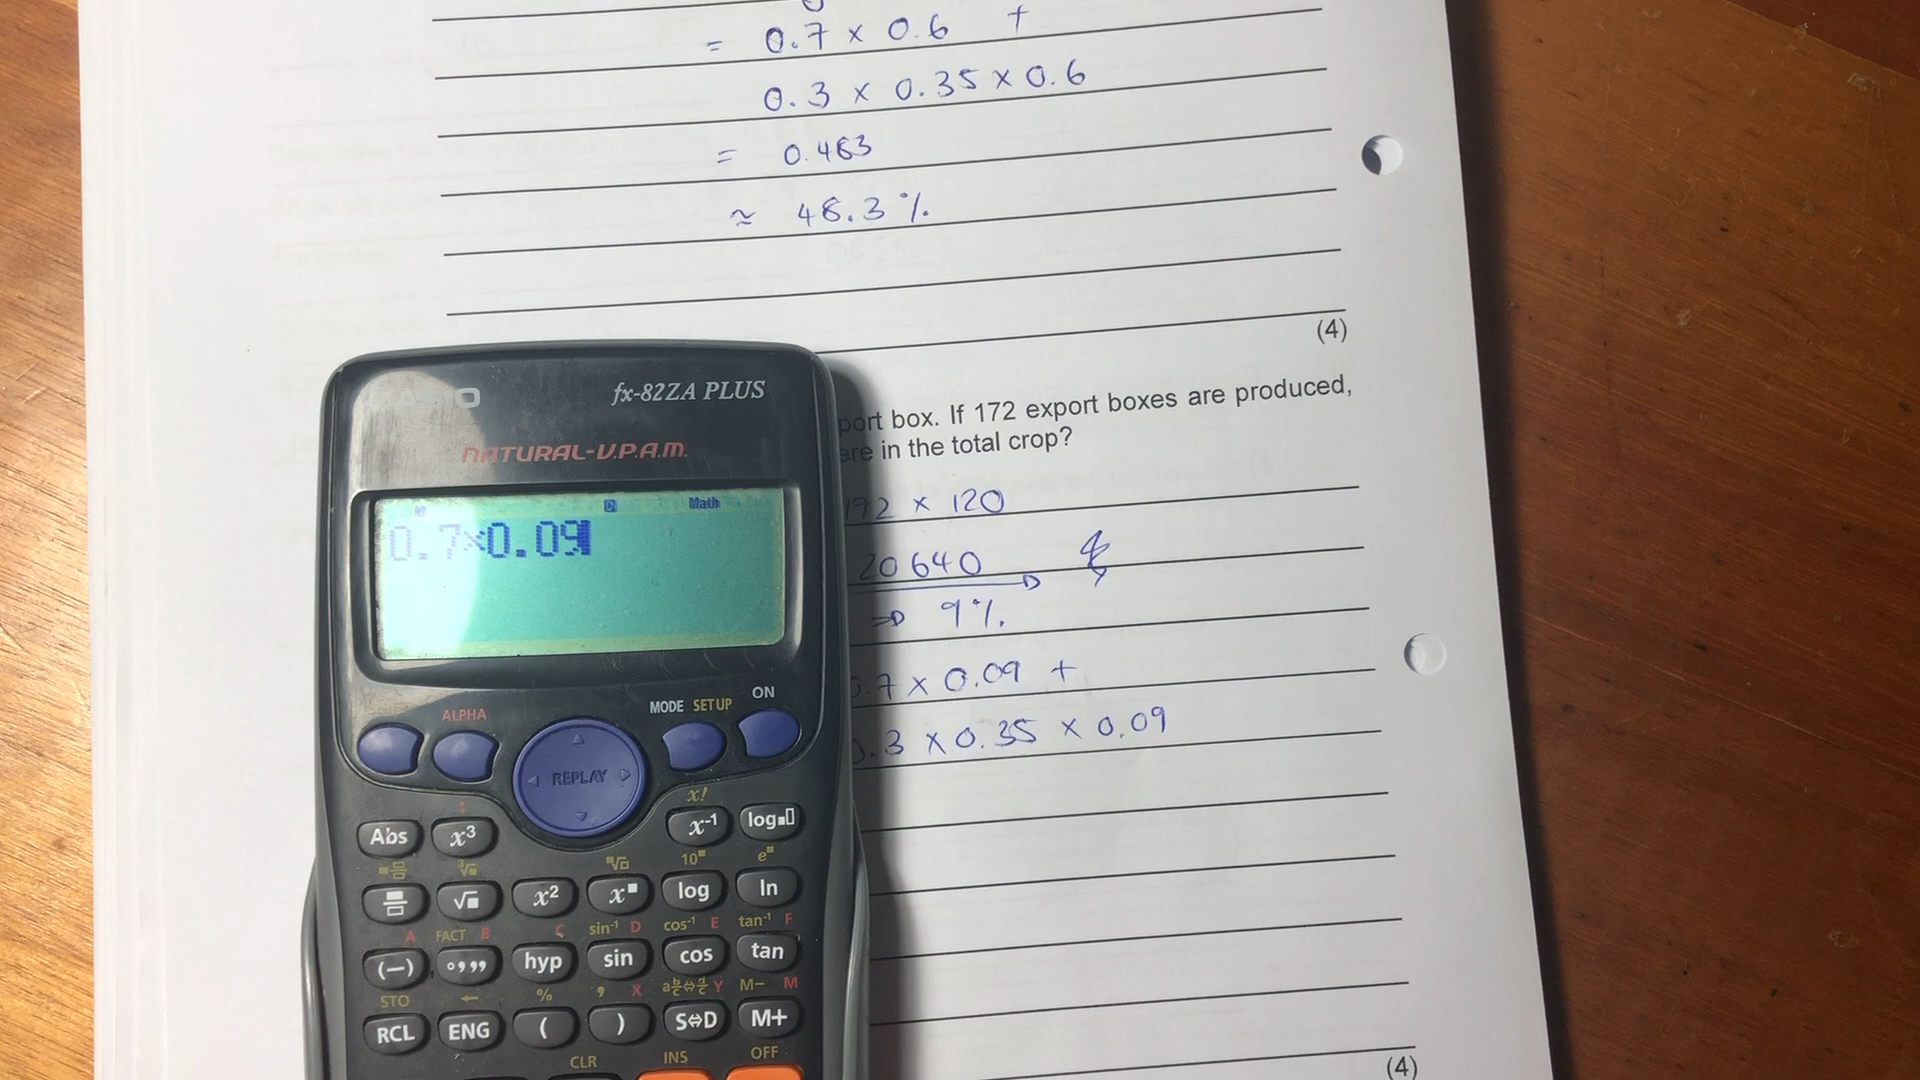 = 0.7 × 0.6 +
0.3 × 0.35 × 0.6
= 0.483
≈ 48.3 %
(4)
port box. If 172 export boxes are produced,
ere in the total crop?
172 × 120
20640
⇒ 9%
0.7 × 0.09 +
0.3 × 0.35 × 0.09
(4)
fx-82ZA PLUS
NATURAL-V.P.A.M.
D Math
0.7×0.09
ALPHA MODE SETUP ON
REPLAY
x!
Abs x³ x⁻¹ log
10■ e■
x² x■ log ln
A FACT B C sin⁻¹ D cos⁻¹ E tan⁻¹ F
(−) hyp sin cos tan
STO ← % , X Y M− M
RCL ENG ( ) S⇔D M+
CLR INS OFF